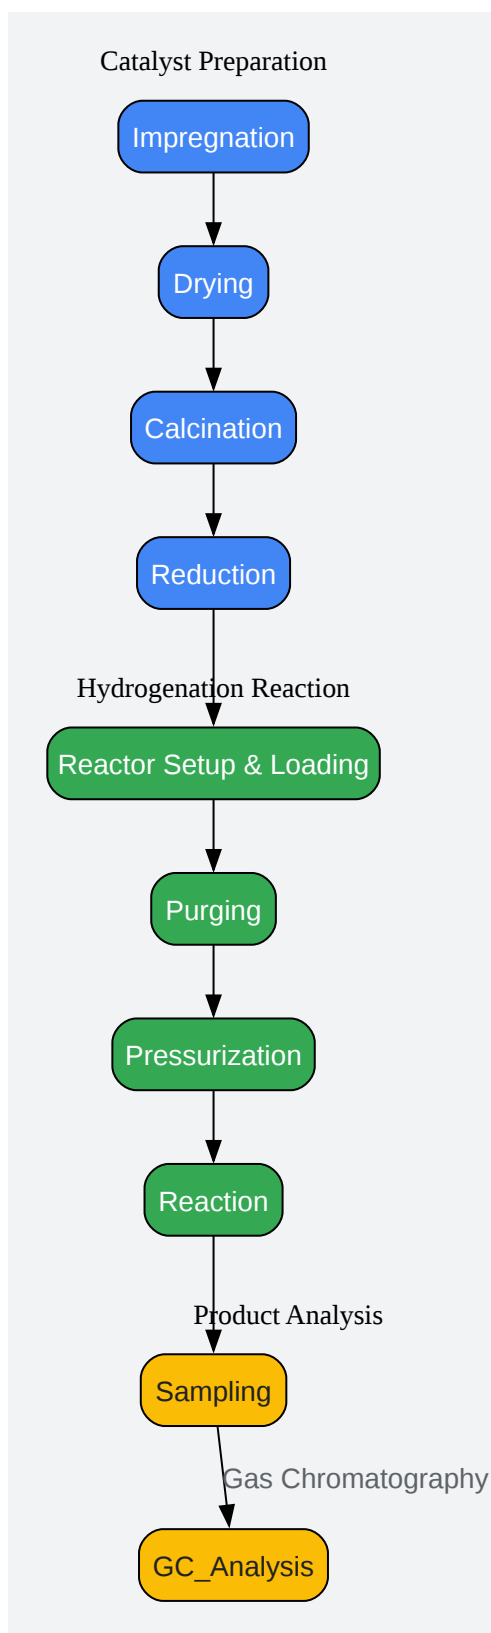 Catalyst Preparation
Impregnation
Drying
Calcination
Reduction
Hydrogenation Reaction
Reactor Setup & Loading
Purging
Pressurization
Reaction
Product Analysis
Sampling
Gas Chromatography
GC_Analysis